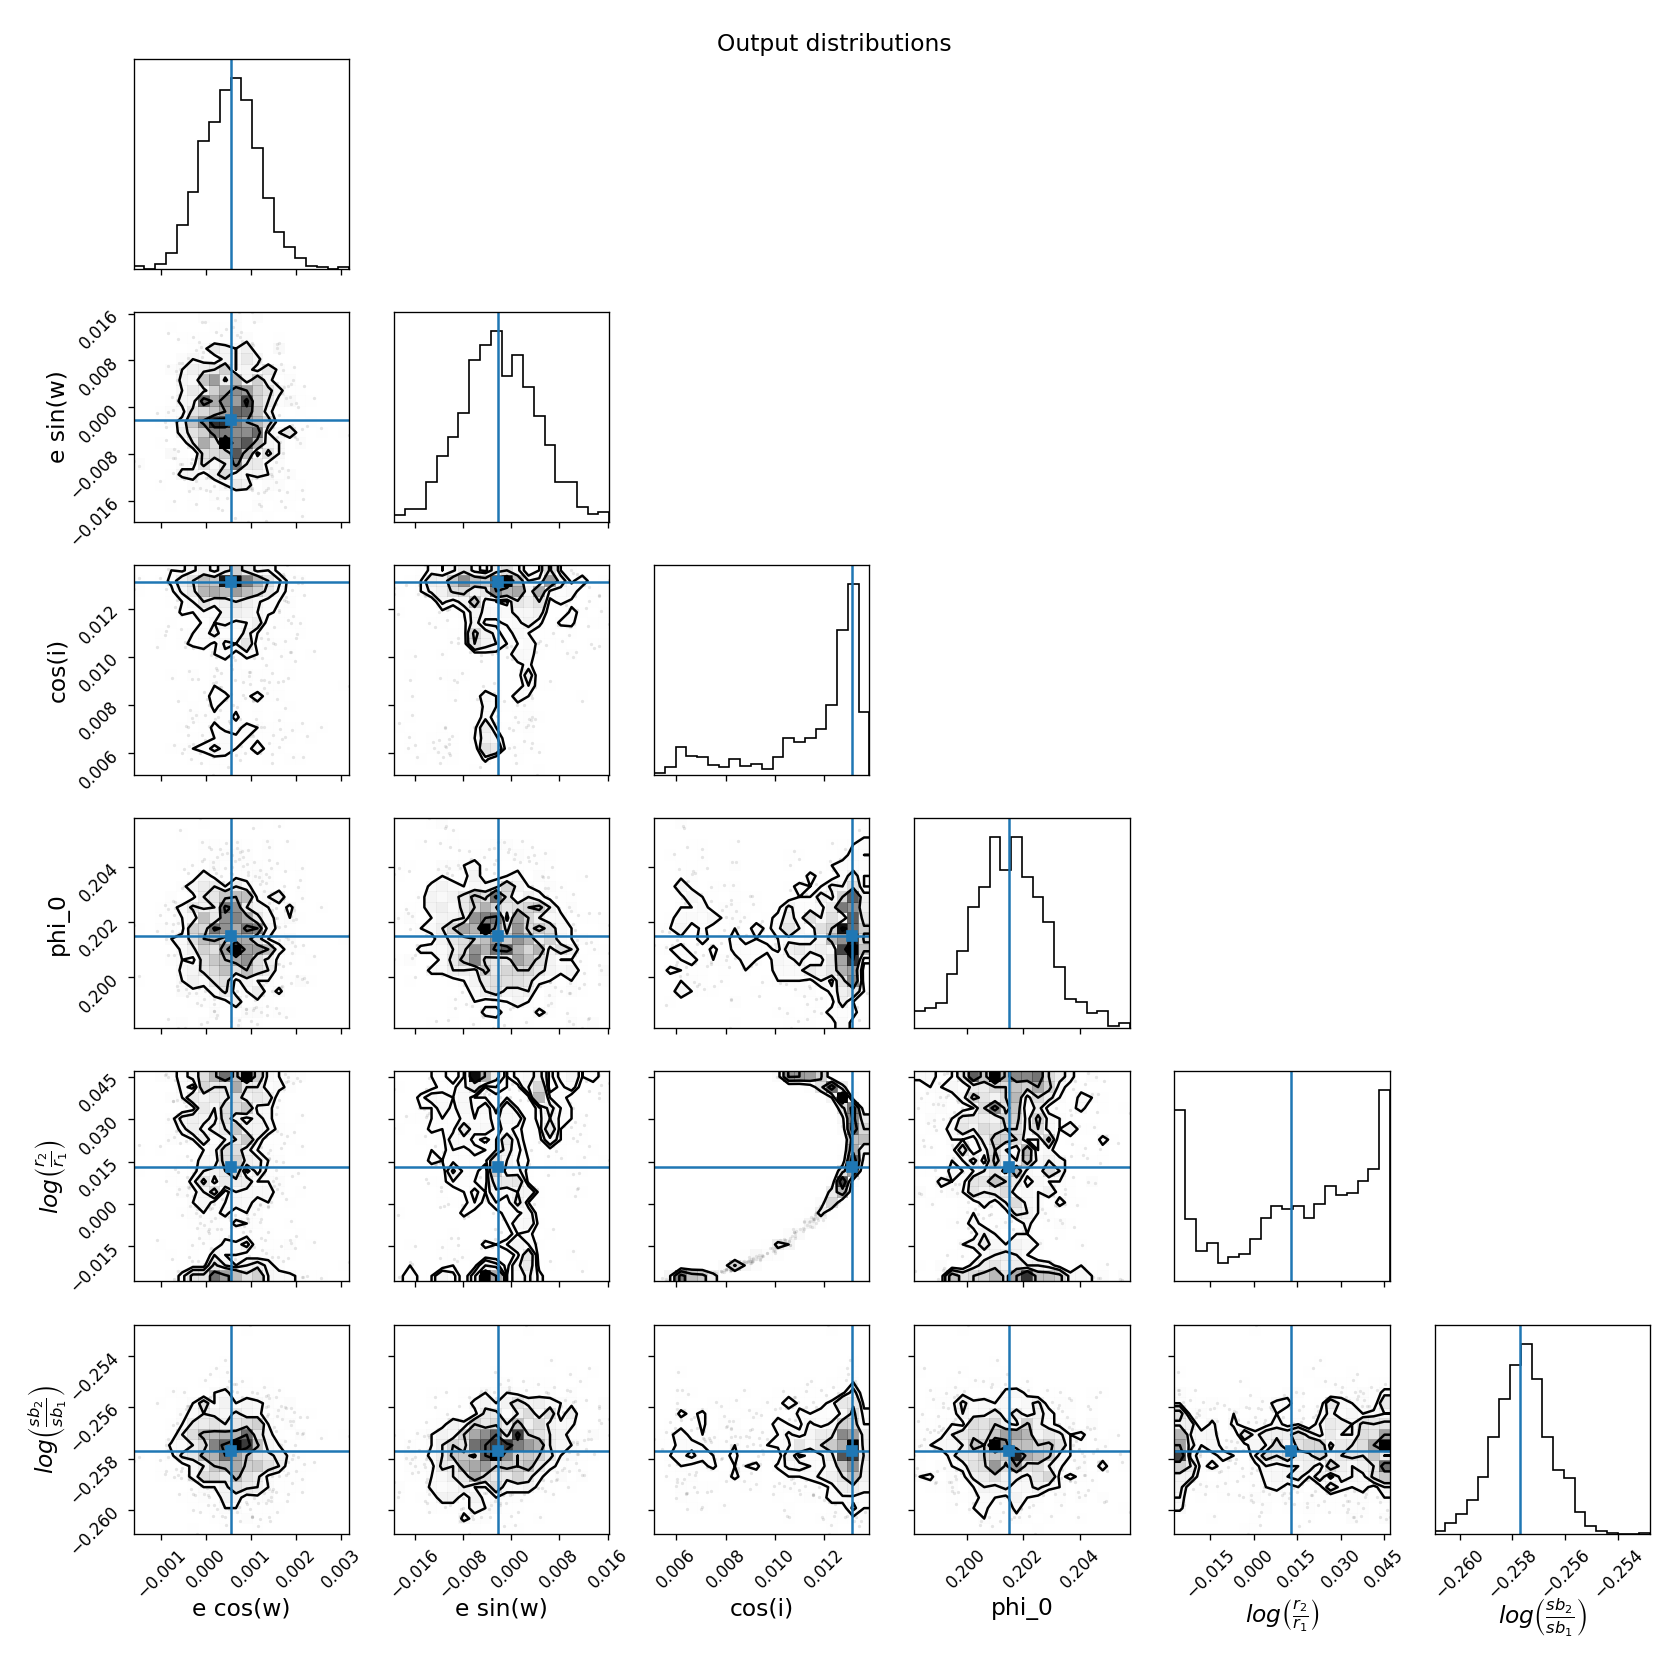 Output distributions
0.016
0.008
0.000
−0.008
−0.016
e sin(w)
0.012
0.010
0.008
0.006
cos(i)
0.204
0.202
0.200
phi_0
0.045
0.030
0.015
0.000
−0.015
log(r2/r1)
−0.254
−0.256
−0.258
−0.260
log(sb2/sb1)
−0.001 0.000 0.001 0.002 0.003
−0.016 −0.008 0.000 0.008 0.016
0.006 0.008 0.010 0.012
0.200 0.202 0.204
−0.015 0.000 0.015 0.030 0.045
−0.260 −0.258 −0.256 −0.254
e cos(w)
e sin(w)
cos(i)
phi_0
log(r2/r1)
log(sb2/sb1)